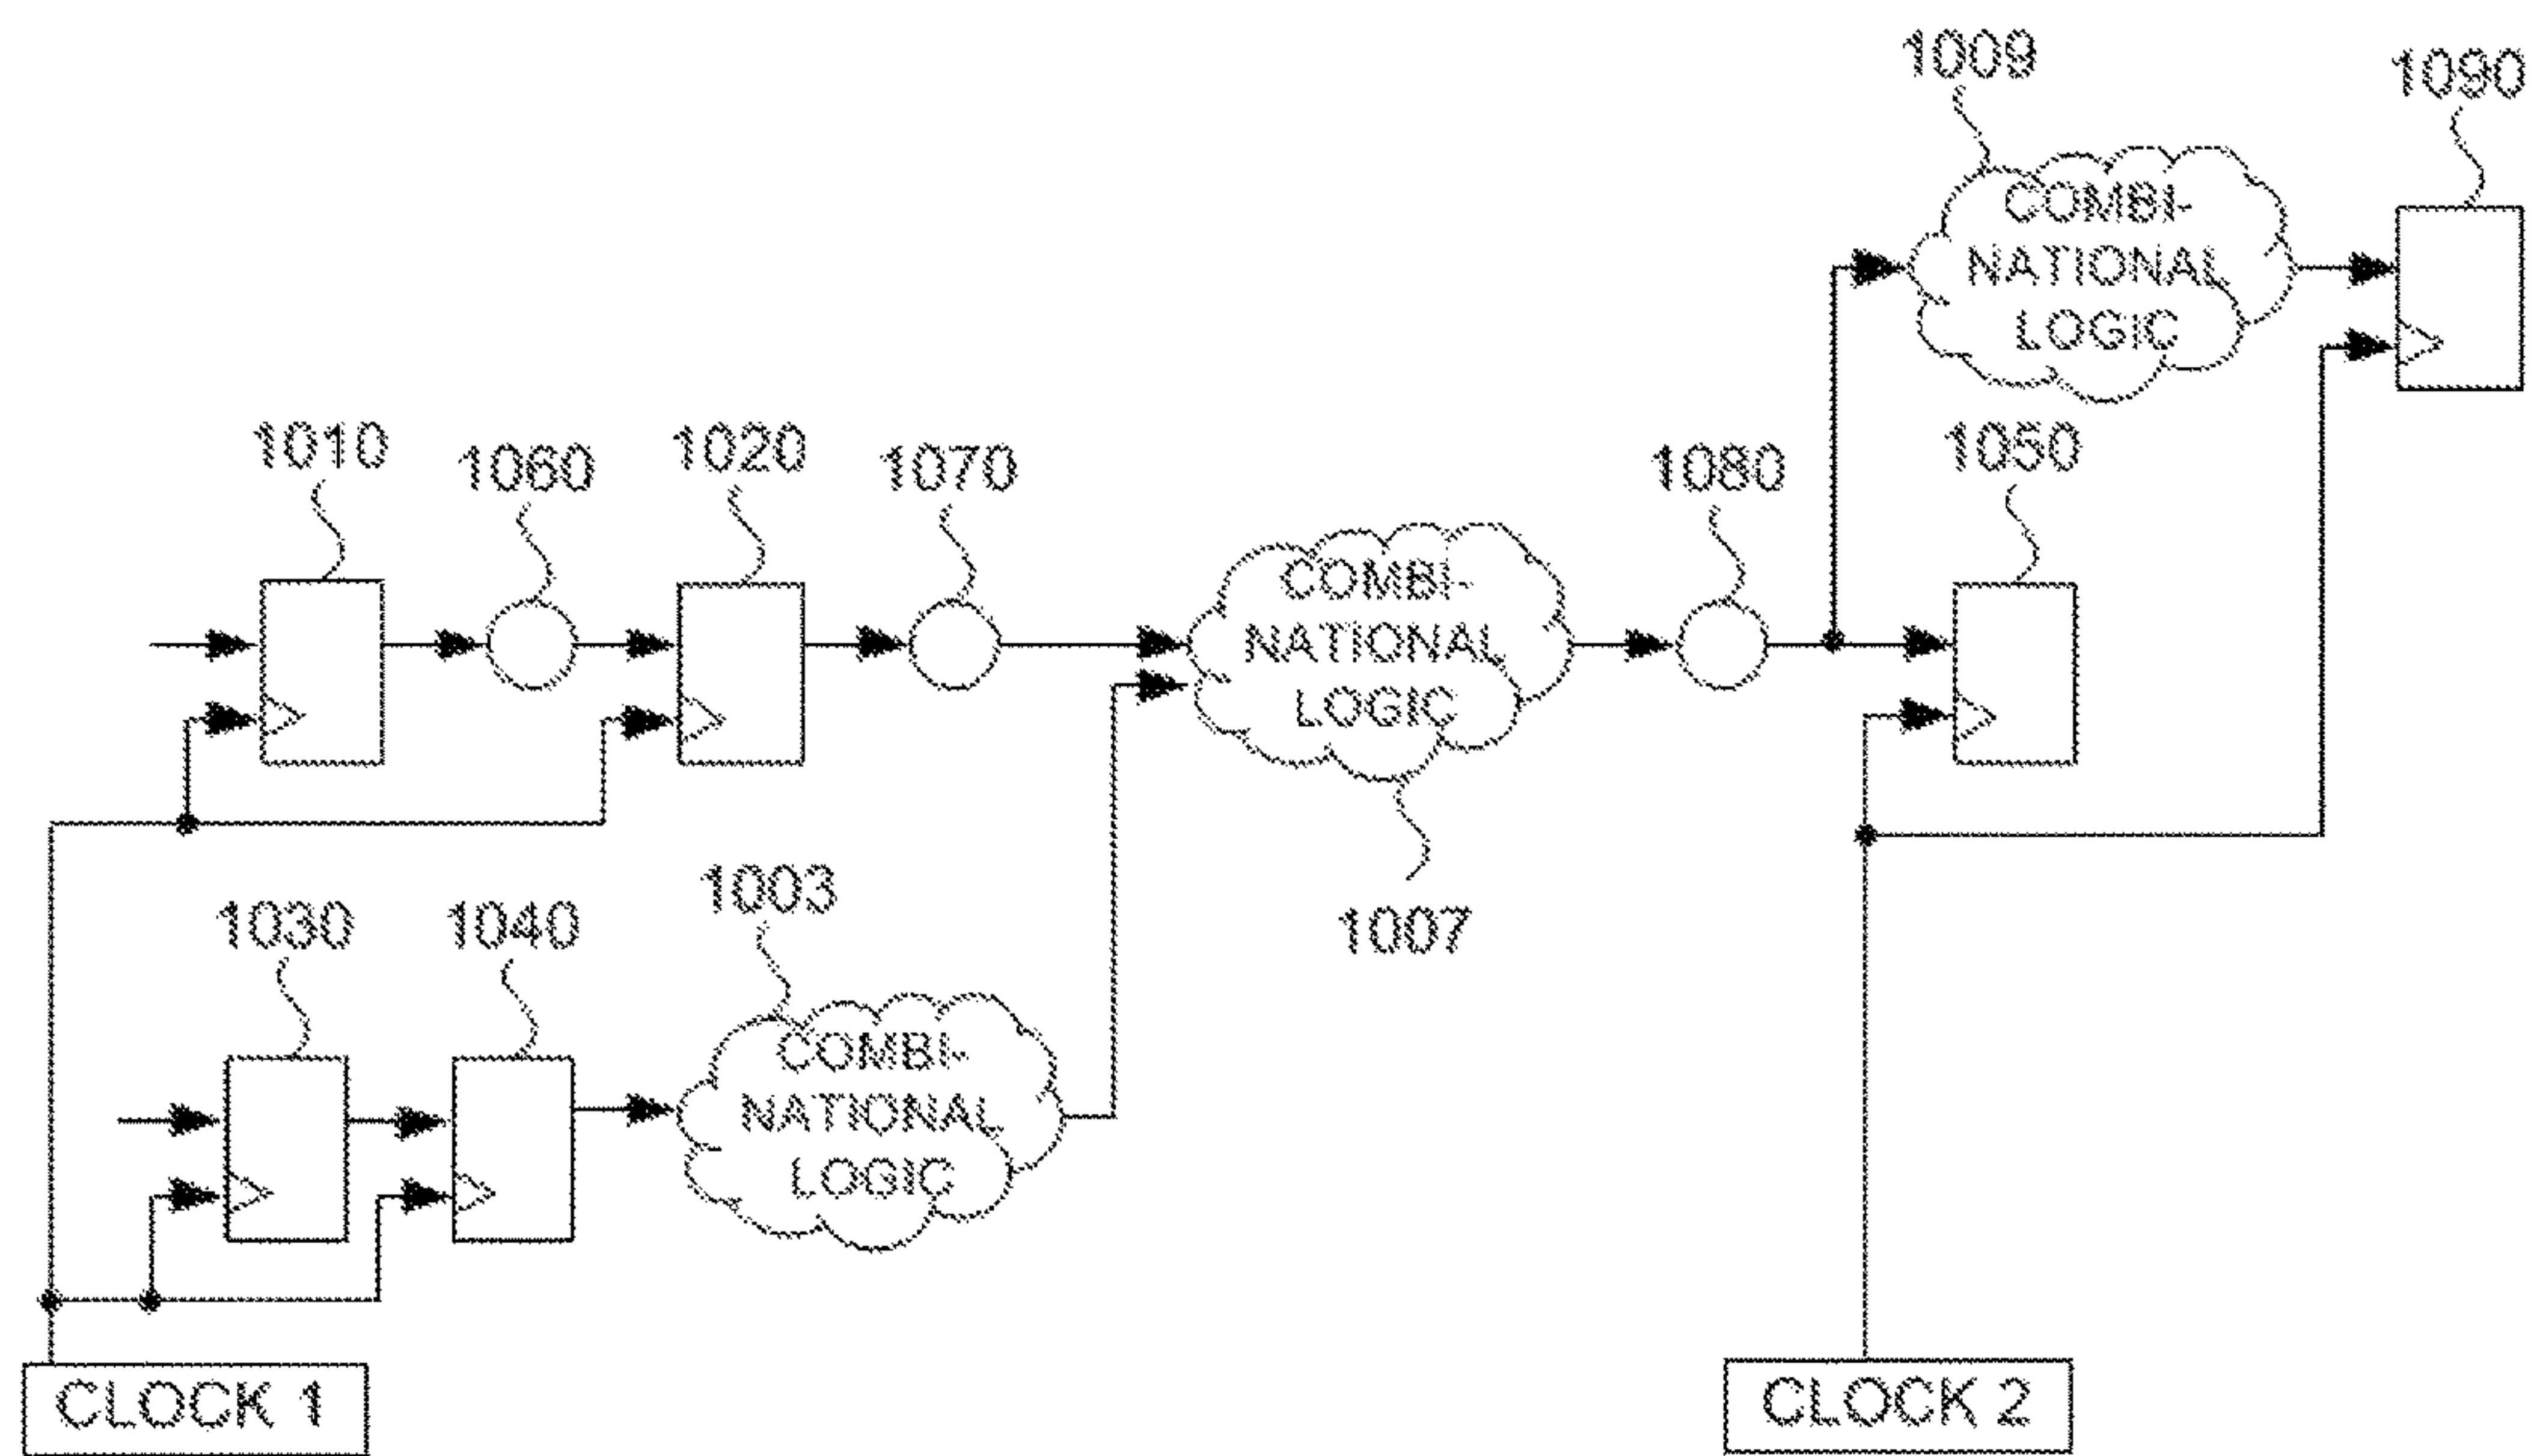 1009
1090
COMBI-
NATIONAL
LOGIC
1010
1060
1020
1070
1080
1050
COMBI-
NATIONAL
LOGIC
1007
1003
1030
1040
COMBI-
NATIONAL
LOGIC
CLOCK 1
CLOCK 2